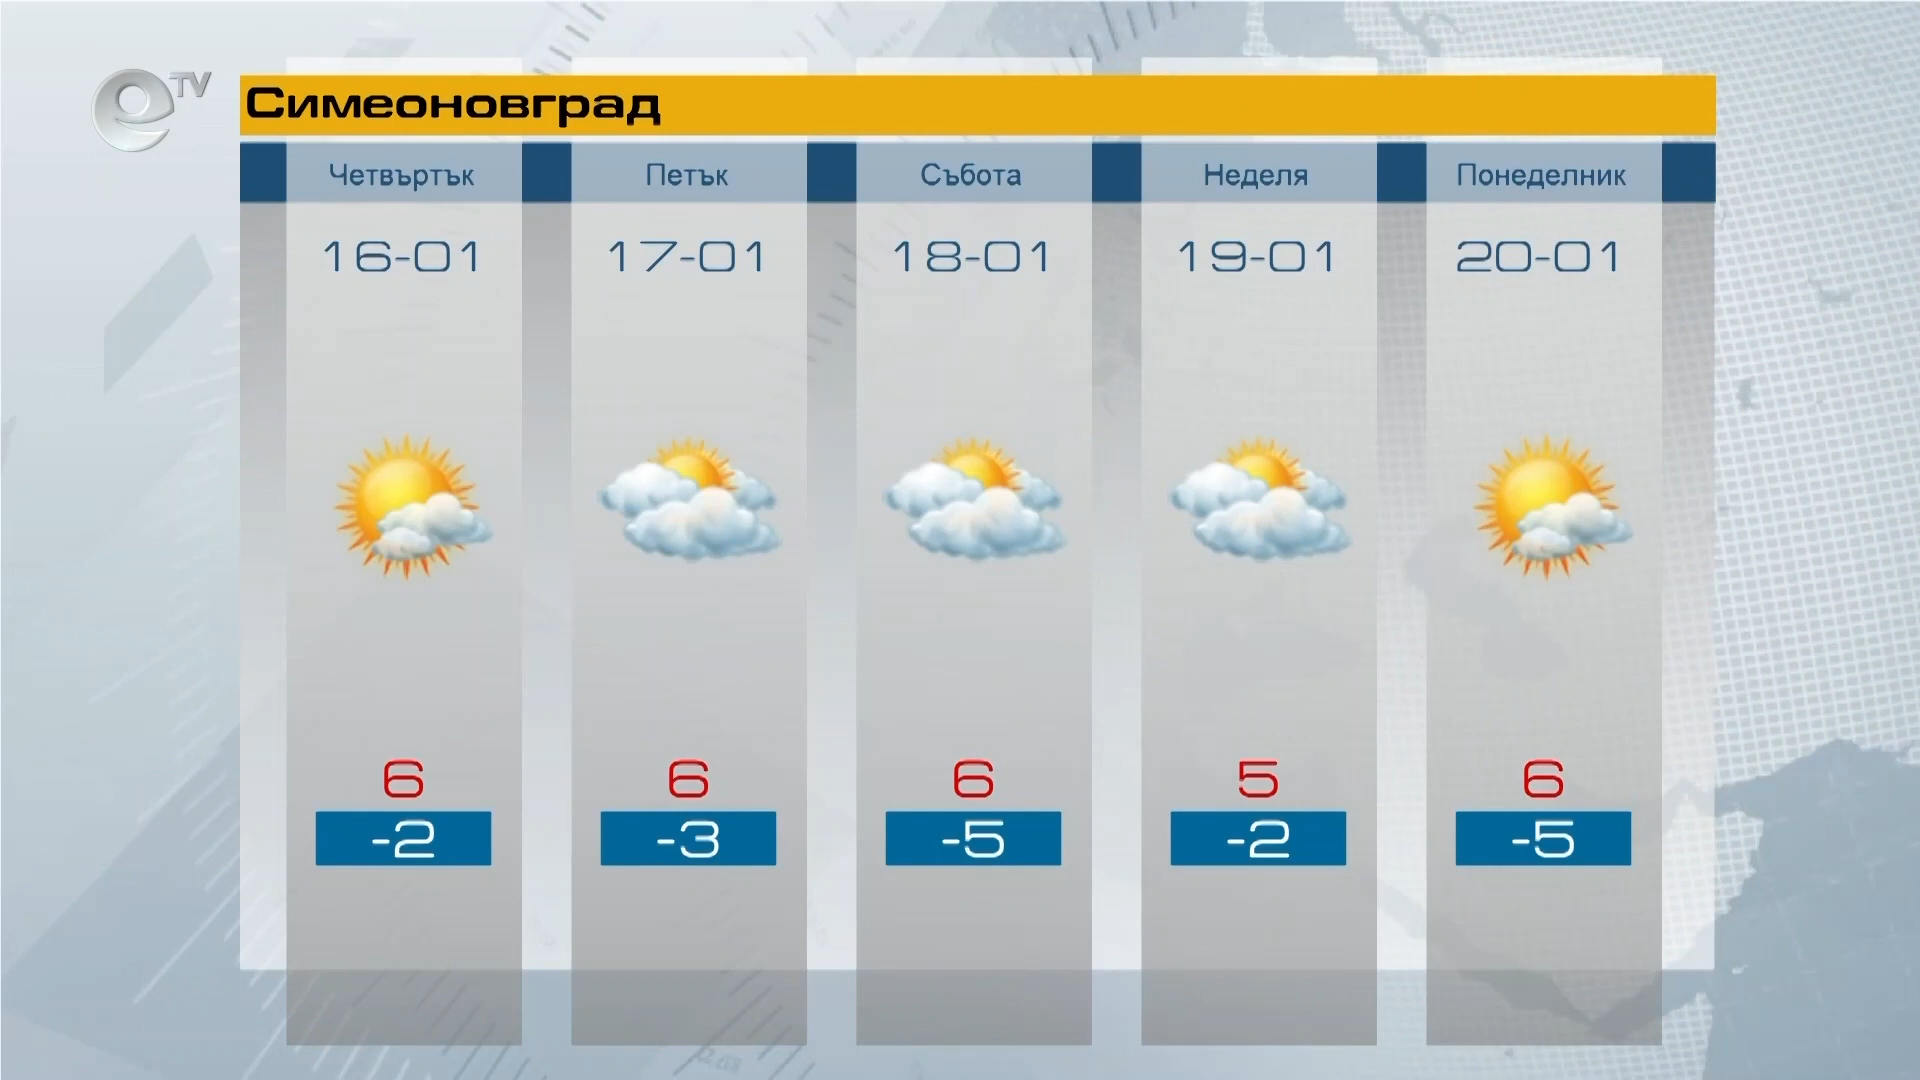 eTV
Симеоновград
Четвъртък Петък Събота Неделя Понеделник
16-01 17-01 18-01 19-01 20-01
6 6 6 5 6
-2 -3 -5 -2 -5